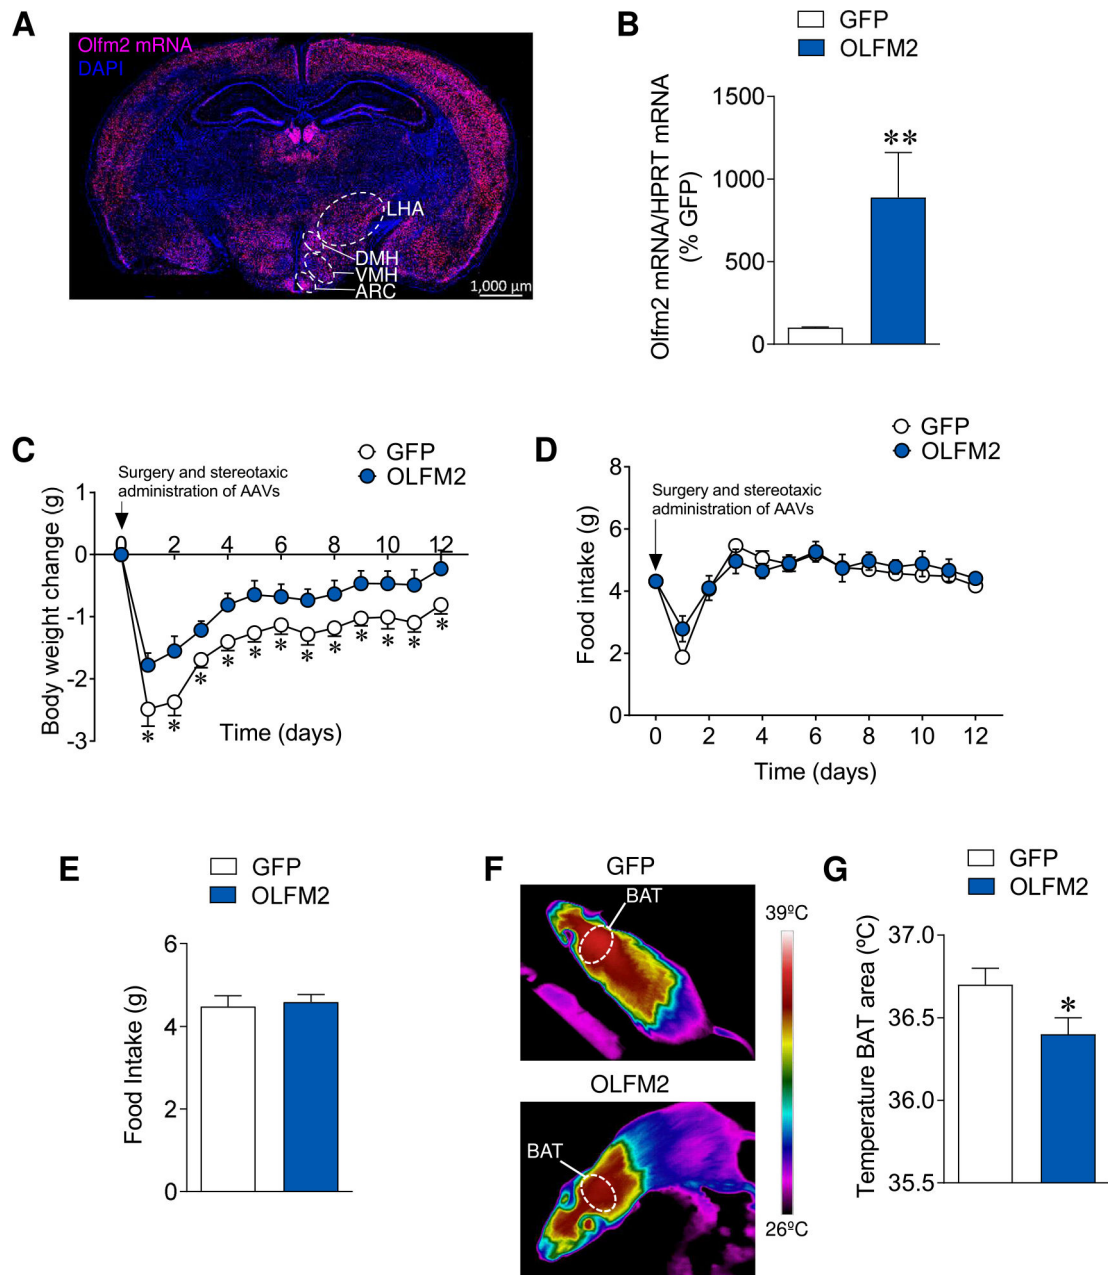 A
Olfm2 mRNA
DAPI
LHA
DMH
VMH
ARC
1,000 µm
B
GFP
OLFM2
Olfm2 mRNA/HPRT mRNA
(% GFP)
1500
1000
500
0
**
C
GFP
OLFM2
Surgery and stereotaxic
administration of AAVs
Body weight change (g)
1
0
-1
-2
-3
0 2 4 6 8 10 12
* * * * * * * * * * * *
Time (days)
D
GFP
OLFM2
Surgery and stereotaxic
administration of AAVs
Food intake (g)
8
6
4
2
0
0 2 4 6 8 10 12
Time (days)
E
GFP
OLFM2
Food Intake (g)
6
4
2
0
F
GFP
BAT
OLFM2
BAT
39ºC
26ºC
G
GFP
OLFM2
Temperature BAT area (ºC)
37.0
36.5
36.0
35.5
*